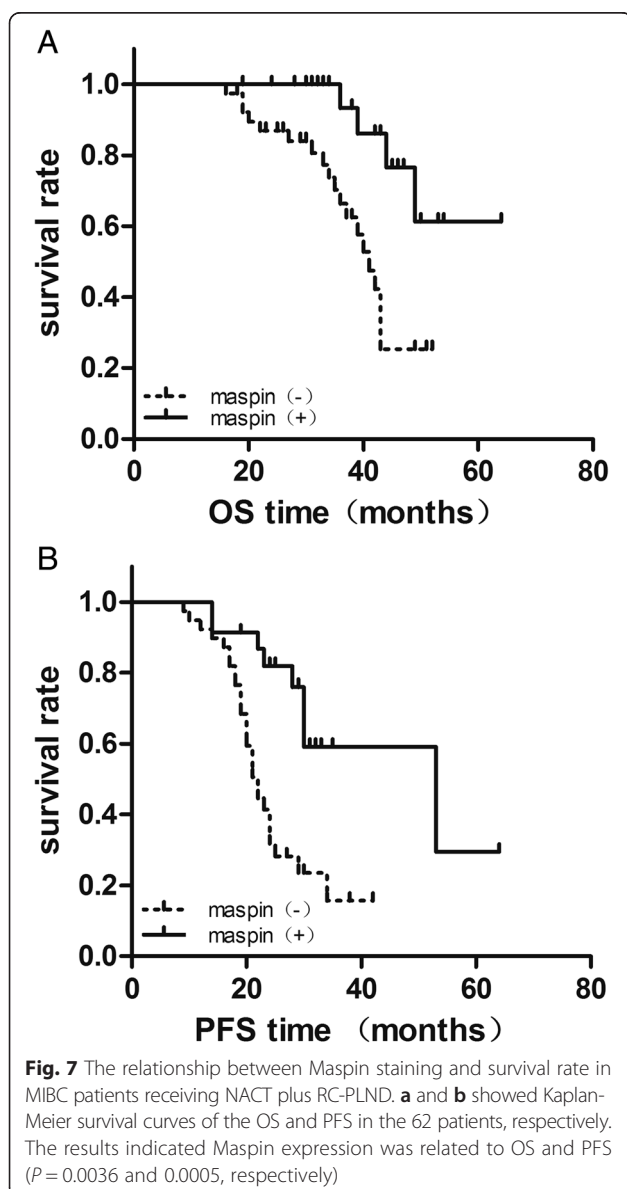 A
survival rate
1.0
0.8
0.6
0.4
0.2
0.0
maspin (-)
maspin (+)
0 20 40 60 80
OS time (months)
B
survival rate
1.0
0.8
0.6
0.4
0.2
0.0
maspin (-)
maspin (+)
0 20 40 60 80
PFS time (months)
Fig. 7 The relationship between Maspin staining and survival rate in
MIBC patients receiving NACT plus RC-PLND. a and b showed Kaplan-
Meier survival curves of the OS and PFS in the 62 patients, respectively.
The results indicated Maspin expression was related to OS and PFS
(P = 0.0036 and 0.0005, respectively)